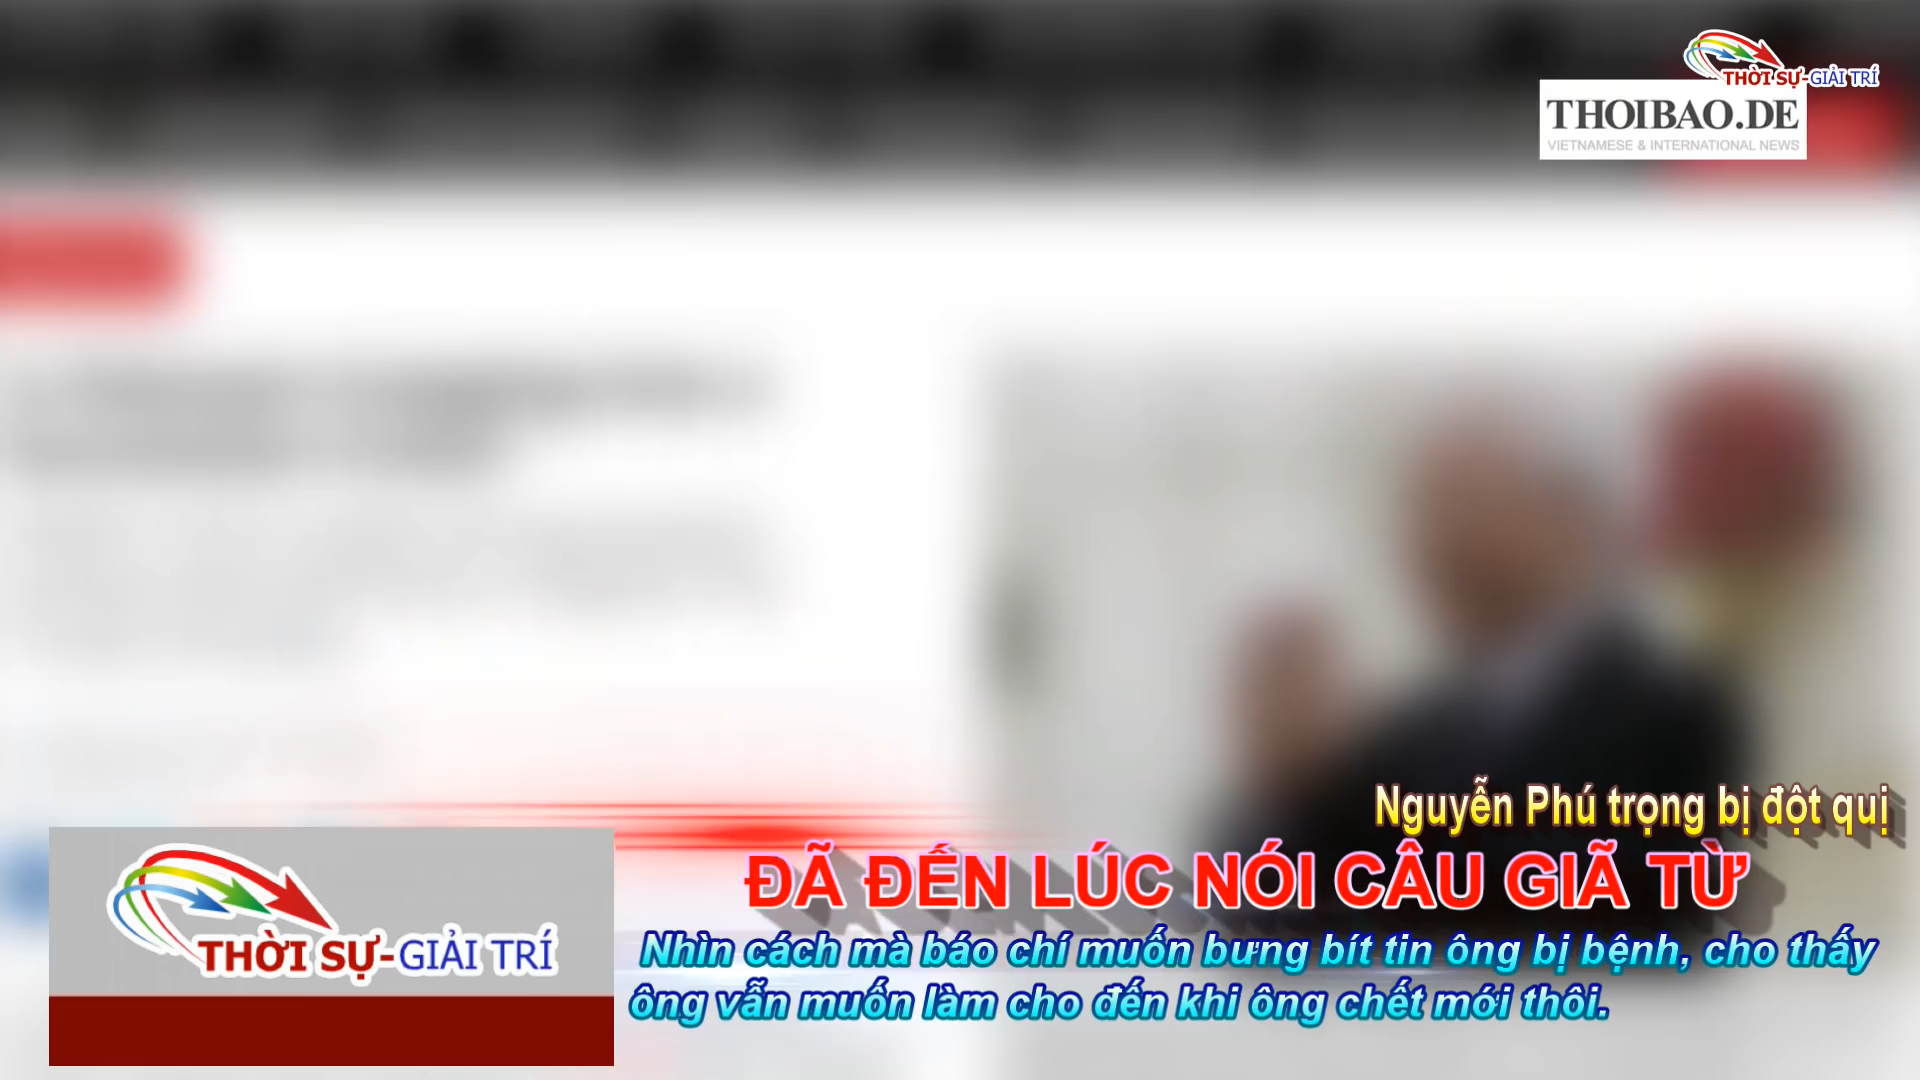 THỜI SỰ-GIẢI TRÍ
THOIBAO.DE
VIETNAMESE & INTERNATIONAL NEWS
Nguyễn Phú trọng bị đột quị
ĐÃ ĐẾN LÚC NÓI CÂU GIÃ TỪ
THỜI SỰ-GIẢI TRÍ
Nhìn cách mà báo chí muốn bưng bít tin ông bị bệnh, cho thấy
ông vẫn muốn làm cho đến khi ông chết mới thôi.